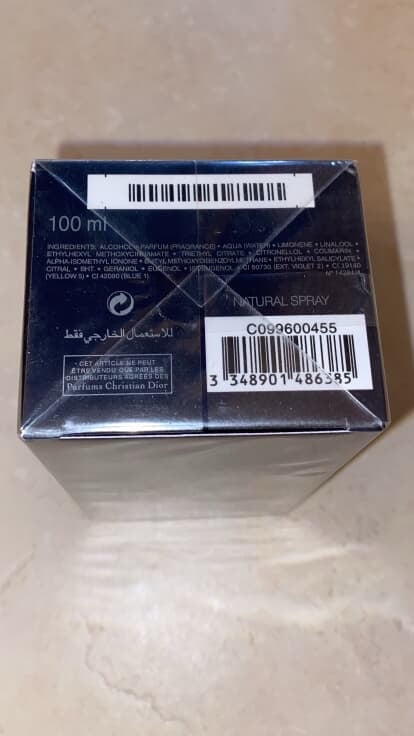 100 ml
INGREDIENTS: ALCOHOL • PARFUM (FRAGRANCE) • AQUA (WATER) • LIMONENE • LINALOOL •
ETHYLHEXYL METHOXYCINNAMATE • TRIETHYL CITRATE • CITRONELLOL • COUMARIN •
ALPHA-ISOMETHYL IONONE • BUTYL METHOXYDIBENZOYLMETHANE • ETHYLHEXYL SALICYLATE •
CITRAL • BHT • GERANIOL • EUGENOL • ISOEUGENOL • CI 60730 (EXT. VIOLET 2) • CI 19140
(YELLOW 5) • CI 42090 (BLUE 1) N° 14281/A
NATURAL SPRAY
للاستعمال الخارجي فقط
C099600455
3 348901 486385
"CET ARTICLE NE PEUT
ÊTRE VENDU QUE PAR LES
DISTRIBUTEURS AGRÉÉS DES
Parfums Christian Dior"